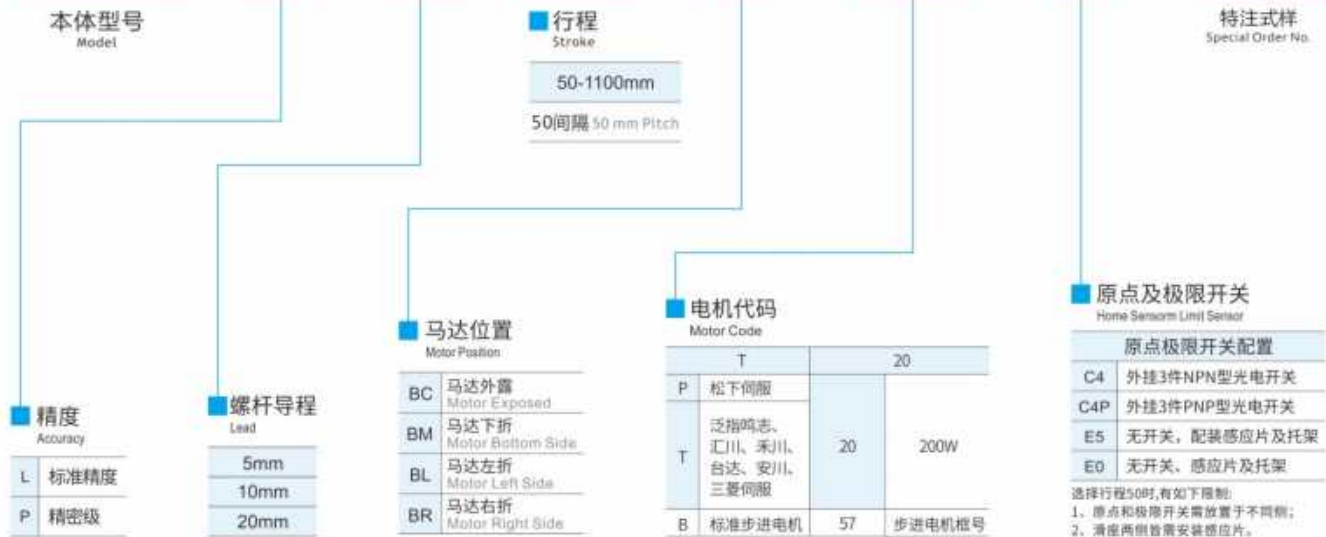 本体型号
Model
行程
Stroke
50-1100mm
50间隔 50 mm Pitch
特注式样
Special Order No.
精度
Accuracy
L 标准精度
P 精密级
螺杆导程
Lead
5mm
10mm
20mm
马达位置
Motor Position
BC 马达外露
Motor Exposed
BM 马达下折
Motor Bottom Side
BL 马达左折
Motor Left Side
BR 马达右折
Motor Right Side
电机代码
Motor Code
T 20
P 松下伺服
T 泛指鸣志、
汇川、禾川、
台达、安川、
三菱伺服
20 200W
B 标准步进电机 57 步进电机框号
原点及极限开关
Home Sensorm Limit Sensor
原点极限开关配置
C4 外挂3件NPN型光电开关
C4P 外挂3件PNP型光电开关
E5 无开关，配装感应片及托架
E0 无开关、感应片及托架
选择行程50时,有如下限制:
1、原点和极限开关需放置于不同侧；
2、滑座两侧皆需安装感应片。